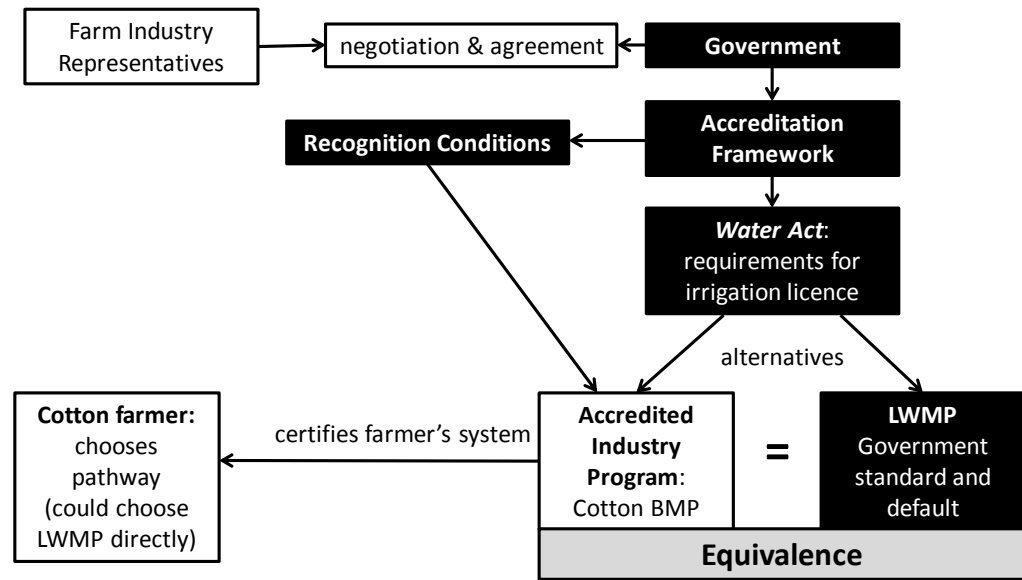 Farm Industry
Representatives
negotiation & agreement
Government
Accreditation
Framework
Recognition Conditions
Water Act:
requirements for
irrigation licence
alternatives
Cotton farmer:
chooses
pathway
(could choose
LWMP directly)
certifies farmer’s system
Accredited
Industry
Program:
Cotton BMP
=
LWMP
Government
standard and
default
Equivalence